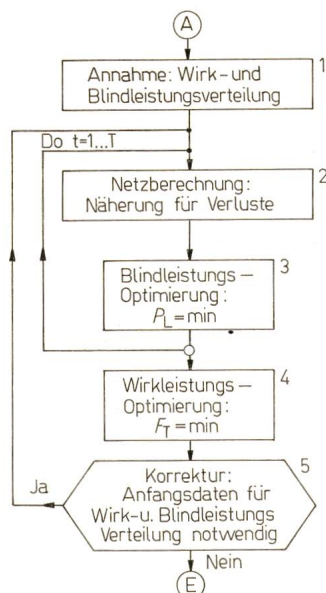 A
1
Annahme: Wirk- und
Blindleistungsverteilung
Do t=1...T
2
Netzberechnung:
Näherung für Verluste
3
Blindleistungs-
Optimierung:
P_L = min
4
Wirkleistungs-
Optimierung:
F_T = min
5
Korrektur:
Anfangsdaten für
Wirk-u. Blindleistungs
Verteilung notwendig
Ja
Nein
E